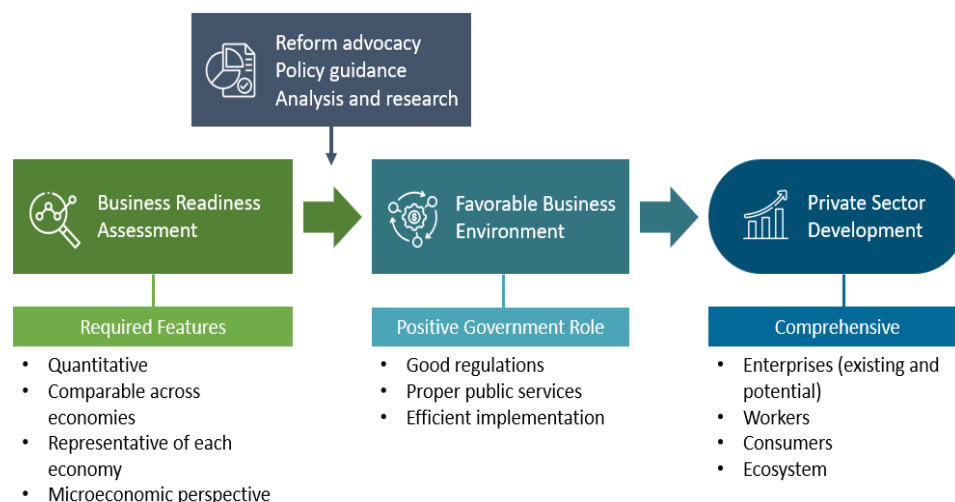 Reform advocacy
Policy guidance
Analysis and research
Business Readiness
Assessment
Favorable Business
Environment
Private Sector
Development
Required Features
• Quantitative
• Comparable across
economies
• Representative of each
economy
• Microeconomic perspective
Positive Government Role
• Good regulations
• Proper public services
• Efficient implementation
Comprehensive
• Enterprises (existing and
potential)
• Workers
• Consumers
• Ecosystem